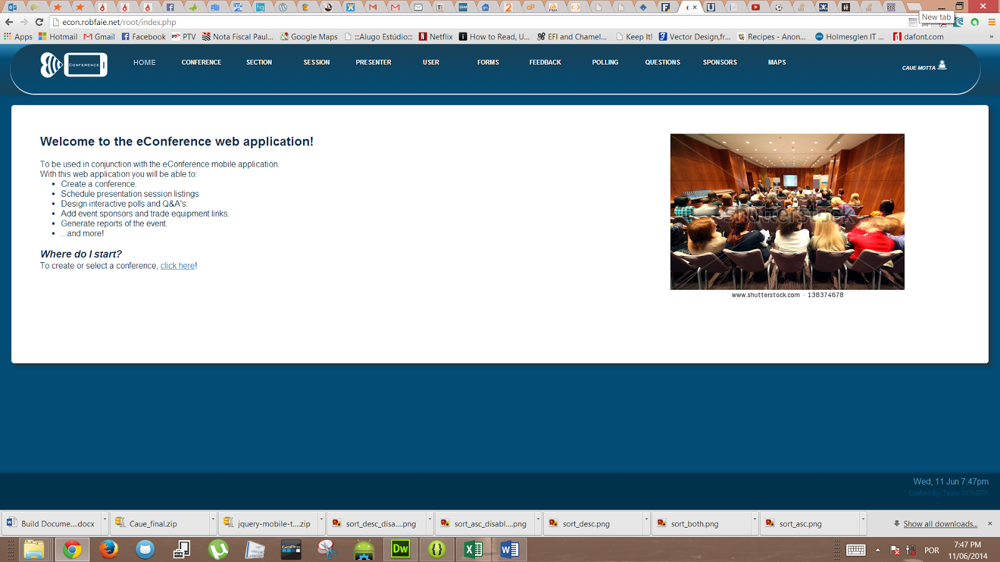 New tab
econ.robfaie.net/root/index.php
Apps Hotmail Gmail Facebook PTV Nota Fiscal Paul... Google Maps :::Alugo Estúdio:::  Netflix How to Read, U... EFI and Chamel... Keep It! Vector Design,fr... Recipes - Anon... Holmesglen IT ... dafont.com »
CONFERENCE HOME CONFERENCE SECTION SESSION PRESENTER USER FORMS FEEDBACK POLLING QUESTIONS SPONSORS MAPS
CAUE MOTTA
Welcome to the eConference web application!
To be used in conjunction with the eConference mobile application.
With this web application you will be able to:
• Create a conference.
• Schedule presentation session listings
• Design interactive polls and Q&A's.
• Add event sponsors and trade equipment links.
• Generate reports of the event.
• ...and more!
Where do I start?
To create or select a conference, click here!
shutterstock
www.shutterstock.com · 138374678
Wed, 11 Jun 7:47pm
Crafted By Team SPARTA
Build Docume....docx Caue_final.zip jquery-mobile-t....zip sort_desc_disa....png sort_asc_disabl....png sort_desc.png sort_both.png sort_asc.png Show all downloads...
GoPro Dw POR
7:47 PM
11/06/2014